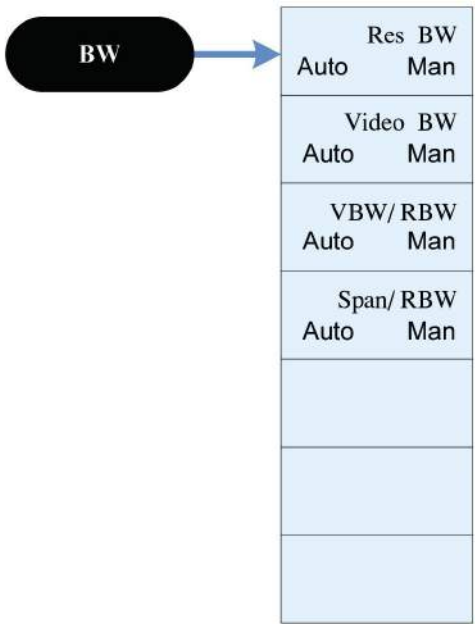 BW
Res BW
Auto Man
Video BW
Auto Man
VBW/ RBW
Auto Man
Span/ RBW
Auto Man